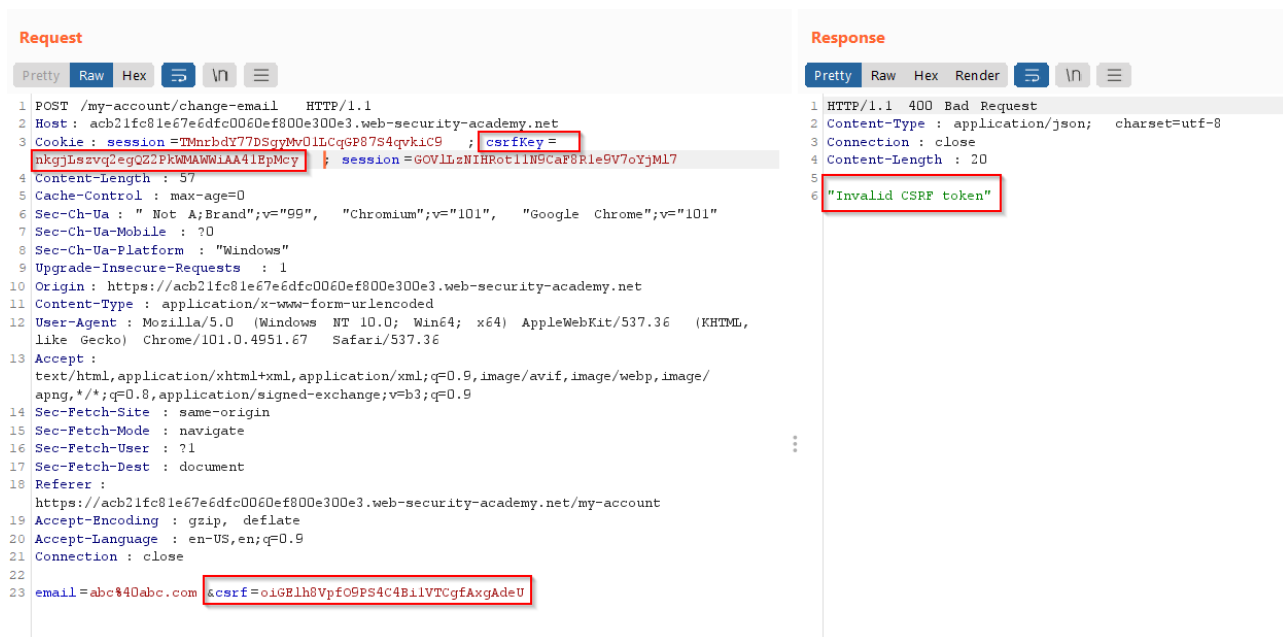 Request
Pretty Raw Hex \n
1 POST /my-account/change-email HTTP/1.1
2 Host : acb21fc81e67e6dfc0060ef800e300e3.web-security-academy.net
3 Cookie : session =TMnrbdY77DSgyMv01LCqGP87S4qvkiC9 ; csrfKey =
nkgjLszvq2egQZ2PkWMAWWiAA41EpMcy ; session =GOVlLzNIHRot11N9CaF8R1e9V7oYjMl7
4 Content-Length : 57
5 Cache-Control : max-age=0
6 Sec-Ch-Ua : " Not A;Brand";v="99", "Chromium";v="101", "Google Chrome";v="101"
7 Sec-Ch-Ua-Mobile : ?0
8 Sec-Ch-Ua-Platform : "Windows"
9 Upgrade-Insecure-Requests : 1
10 Origin : https://acb21fc81e67e6dfc0060ef800e300e3.web-security-academy.net
11 Content-Type : application/x-www-form-urlencoded
12 User-Agent : Mozilla/5.0 (Windows NT 10.0; Win64; x64) AppleWebKit/537.36 (KHTML,
like Gecko) Chrome/101.0.4951.67 Safari/537.36
13 Accept :
text/html,application/xhtml+xml,application/xml;q=0.9,image/avif,image/webp,image/
apng,*/*;q=0.8,application/signed-exchange;v=b3;q=0.9
14 Sec-Fetch-Site : same-origin
15 Sec-Fetch-Mode : navigate
16 Sec-Fetch-User : ?1
17 Sec-Fetch-Dest : document
18 Referer :
https://acb21fc81e67e6dfc0060ef800e300e3.web-security-academy.net/my-account
19 Accept-Encoding : gzip, deflate
20 Accept-Language : en-US,en;q=0.9
21 Connection : close
22
23 email=abc%40abc.com &csrf=oiGElh8VpfO9PS4C4BilVTCgfAxgAdeU
Response
Pretty Raw Hex Render \n
1 HTTP/1.1 400 Bad Request
2 Content-Type : application/json; charset=utf-8
3 Connection : close
4 Content-Length : 20
5
6 "Invalid CSRF token"